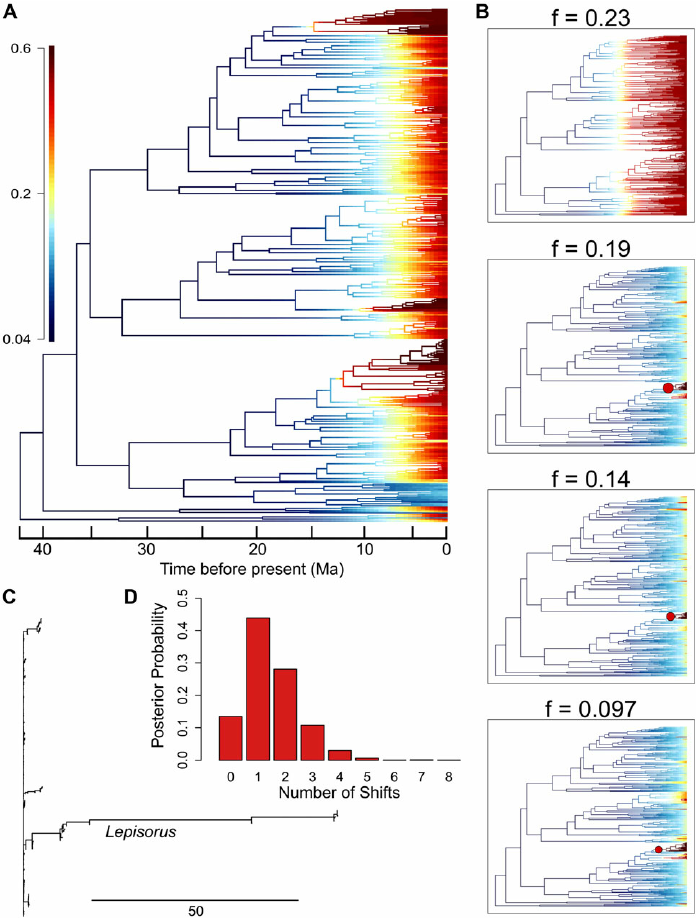 A
0.6
0.2
0.04
40
30
20
10
0
Time before present (Ma)
B
f = 0.23
f = 0.19
f = 0.14
f = 0.097
C
Lepisorus
50
D
Posterior Probability
0.5
0.4
0.3
0.2
0.1
0.0
0 1 2 3 4 5 6 7 8
Number of Shifts